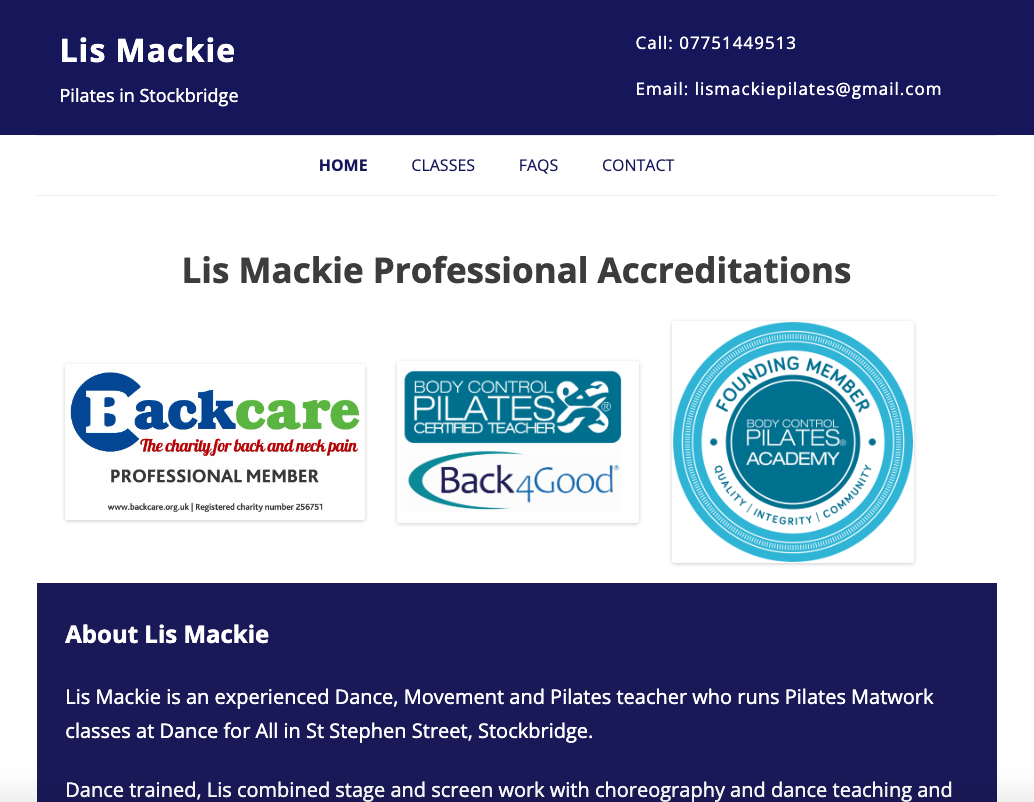 Lis Mackie
Pilates in Stockbridge
Call: 07751449513
Email: lismackiepilates@gmail.com
HOME CLASSES FAQS CONTACT
Lis Mackie Professional Accreditations
Backcare
The charity for back and neck pain
PROFESSIONAL MEMBER
www.backcare.org.uk | Registered charity number 256751
BODY CONTROL
PILATES®
CERTIFIED TEACHER
Back4Good®
FOUNDING MEMBER
BODY CONTROL
PILATES®
ACADEMY
QUALITY | INTEGRITY | COMMUNITY
About Lis Mackie
Lis Mackie is an experienced Dance, Movement and Pilates teacher who runs Pilates Matwork
classes at Dance for All in St Stephen Street, Stockbridge.
Dance trained, Lis combined stage and screen work with choreography and dance teaching and